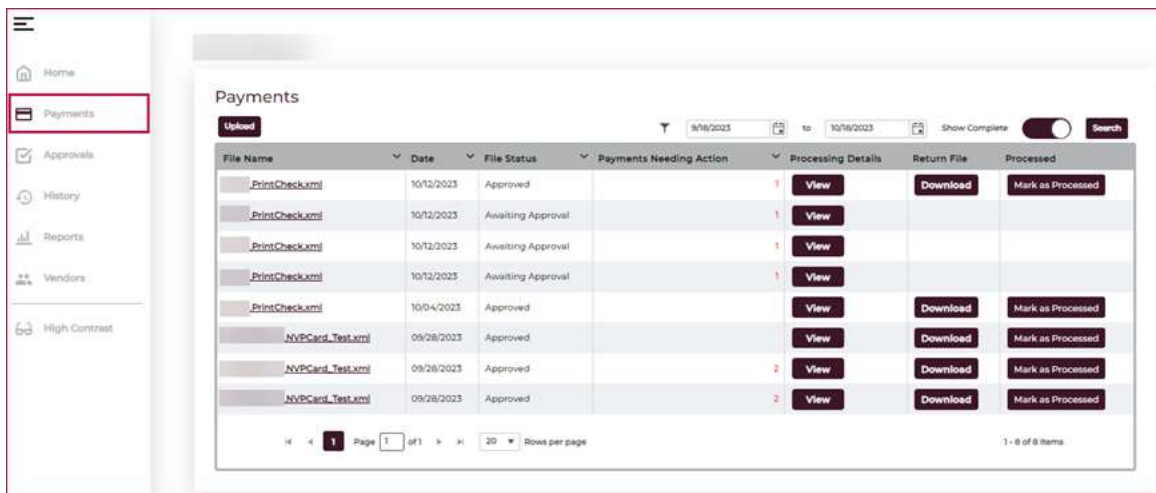 Home
Payments
Approvals
History
Reports
Vendors
High Contrast
Payments
Upload 9/18/2023 to 10/18/2023 Show Complete Search
File Name Date File Status Payments Needing Action Processing Details Return File Processed
.PrintCheck.xml 10/12/2023 Approved 1 View Download Mark as Processed
.PrintCheck.xml 10/12/2023 Awaiting Approval 1 View
.PrintCheck.xml 10/12/2023 Awaiting Approval 1 View
.PrintCheck.xml 10/12/2023 Awaiting Approval 1 View
.PrintCheck.xml 10/04/2023 Approved View Download Mark as Processed
.NVPCard_Test.xml 09/28/2023 Approved View Download Mark as Processed
.NVPCard_Test.xml 09/28/2023 Approved 2 View Download Mark as Processed
.NVPCard_Test.xml 09/28/2023 Approved 2 View Download Mark as Processed
1 Page 1 of 1 20 Rows per page 1 - 8 of 8 items